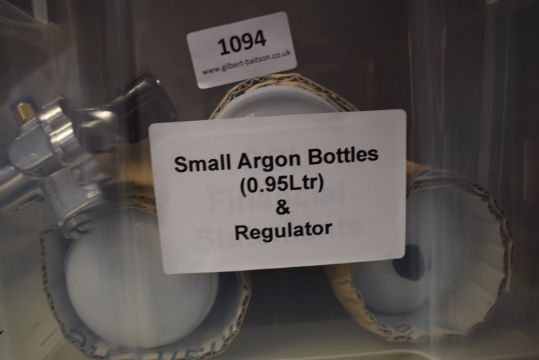 1094
www.gilbert-baitson.co.uk
Small Argon Bottles
(0.95Ltr)
&
Regulator